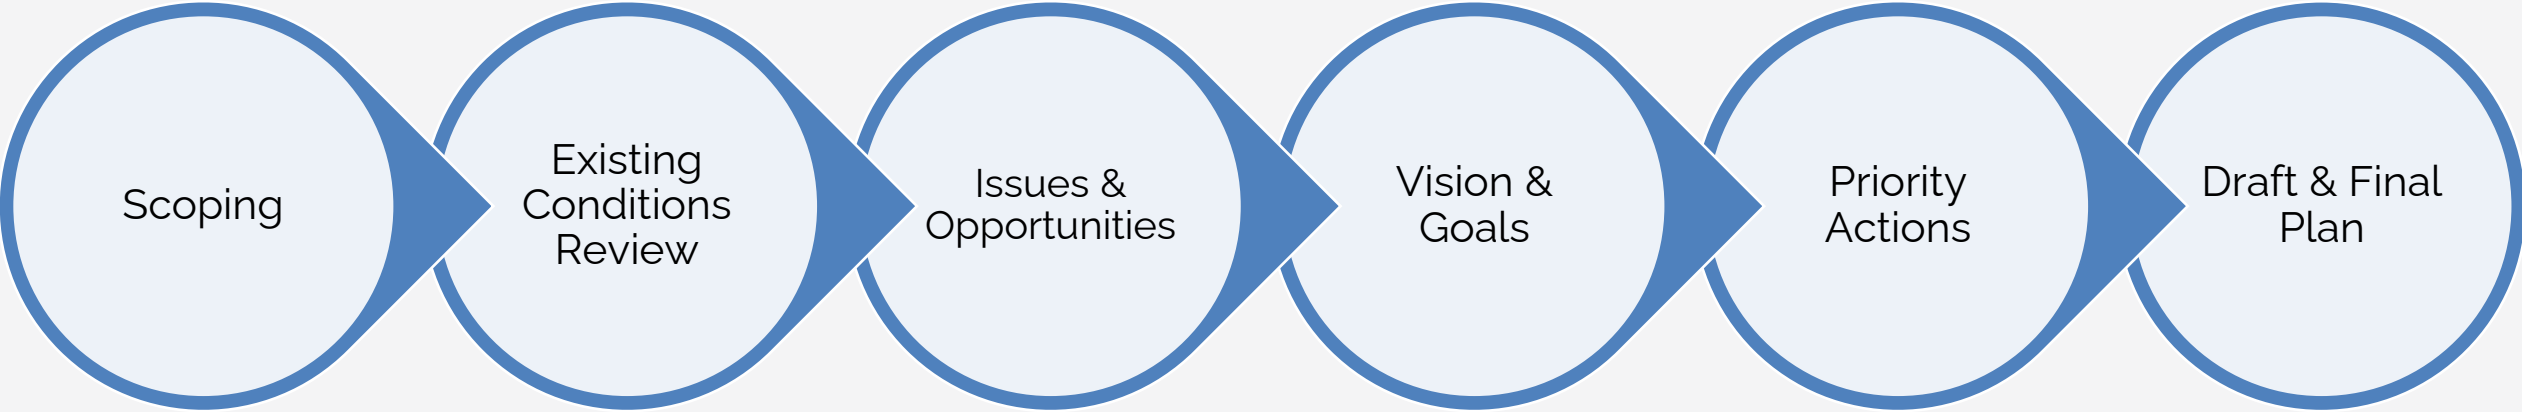 Scoping
Existing
Conditions
Review
Issues &
Opportunities
Vision &
Goals
Priority
Actions
Draft & Final
Plan